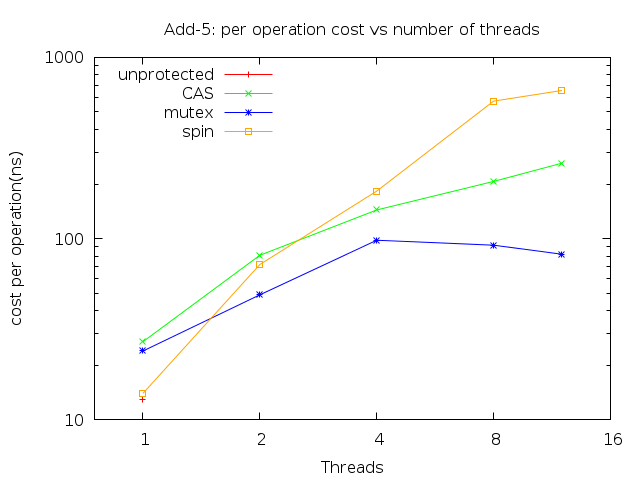 Add-5: per operation cost vs number of threads
1000
unprotected
CAS
mutex
spin
100
10
cost per operation(ns)
1 2 4 8 16
Threads